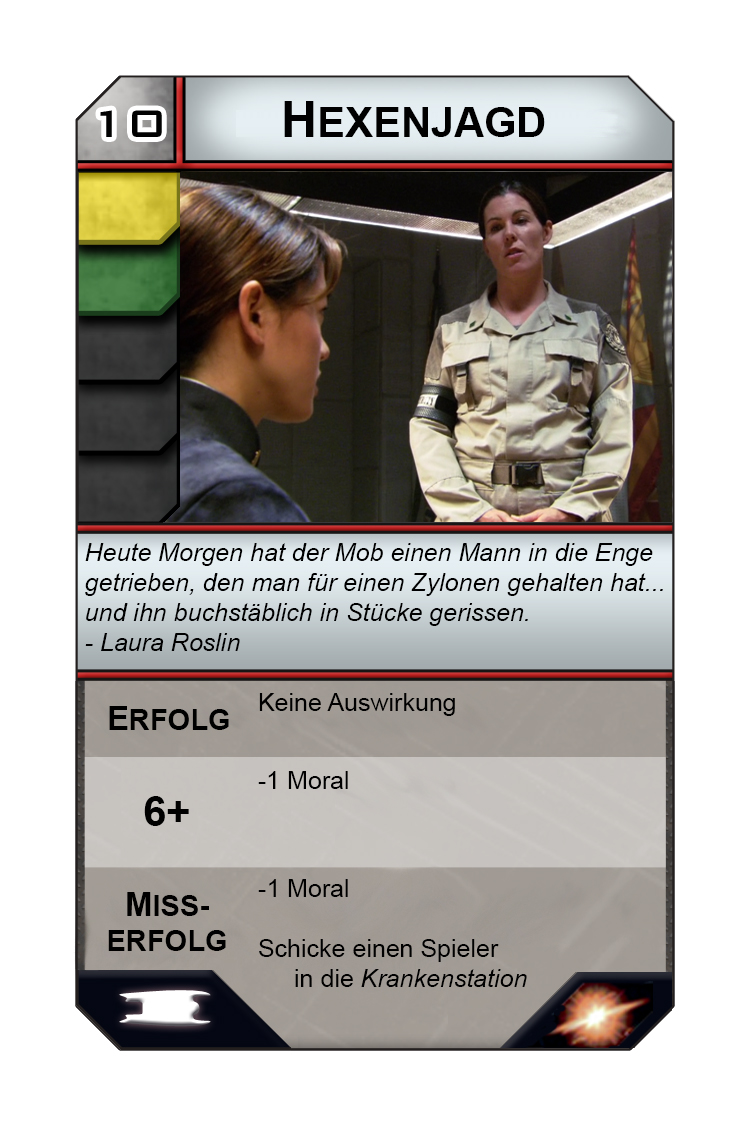 10
HEXENJAGD
Heute Morgen hat der Mob einen Mann in die Enge
getrieben, den man für einen Zylonen gehalten hat...
und ihn buchstäblich in Stücke gerissen.
- Laura Roslin
ERFOLG
Keine Auswirkung
6+
-1 Moral
MISS-
ERFOLG
-1 Moral
Schicke einen Spieler
in die Krankenstation